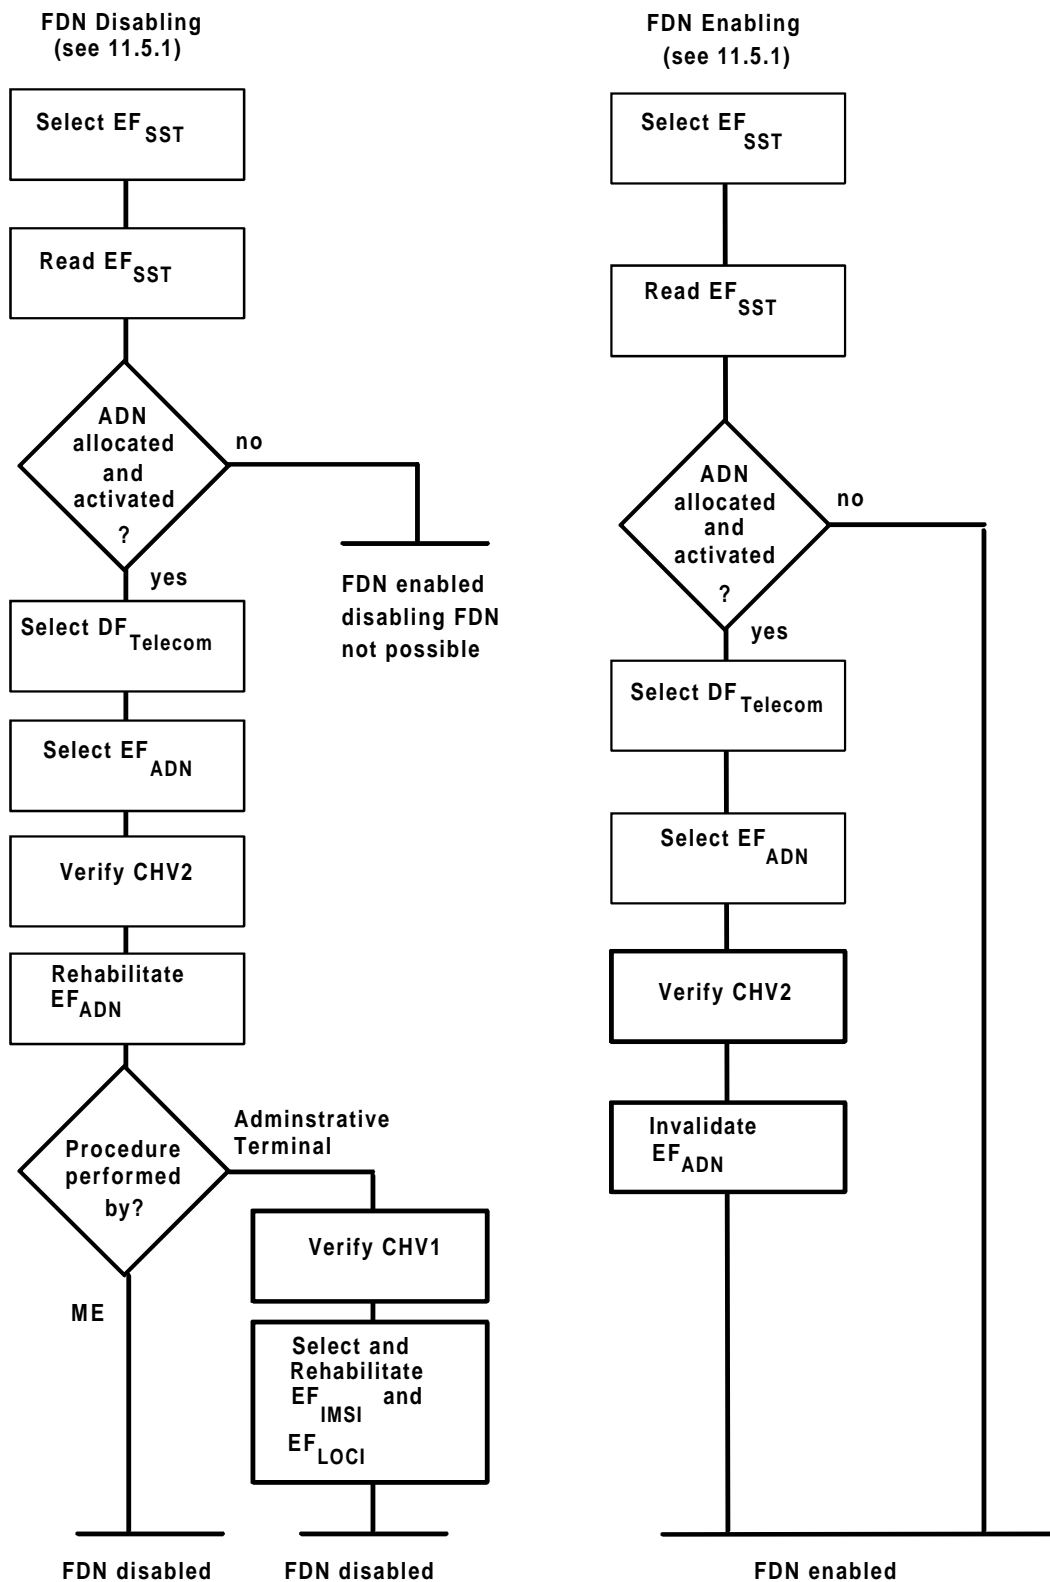 FDN Disabling
(see 11.5.1)
Select EF SST
Read EF SST
ADN
allocated
and
activated
?
no
yes
FDN enabled
disabling FDN
not possible
Select DF Telecom
Select EF ADN
Verify CHV2
Rehabilitate
EF ADN
Procedure
performed
by?
Adminstrative
Terminal
ME
Verify CHV1
Select and
Rehabilitate
EF IMSI and
EF LOCI
FDN disabled
FDN disabled
FDN Enabling
(see 11.5.1)
Select EF SST
Read EF SST
ADN
allocated
and
activated
?
no
yes
Select DF Telecom
Select EF ADN
Verify CHV2
Invalidate
EF ADN
FDN enabled